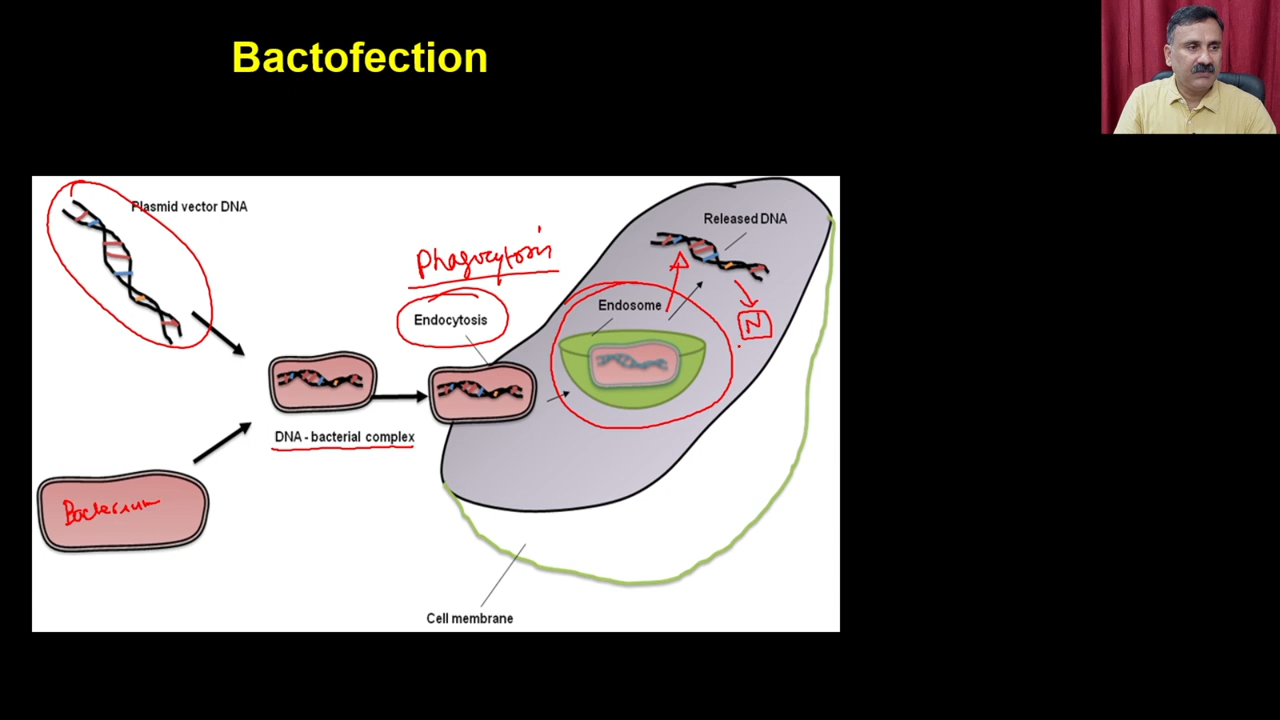 Bactofection
Plasmid vector DNA
Released DNA
Phagocytosis
Endosome
Endocytosis
N
DNA - bacterial complex
Bacterium
Cell membrane